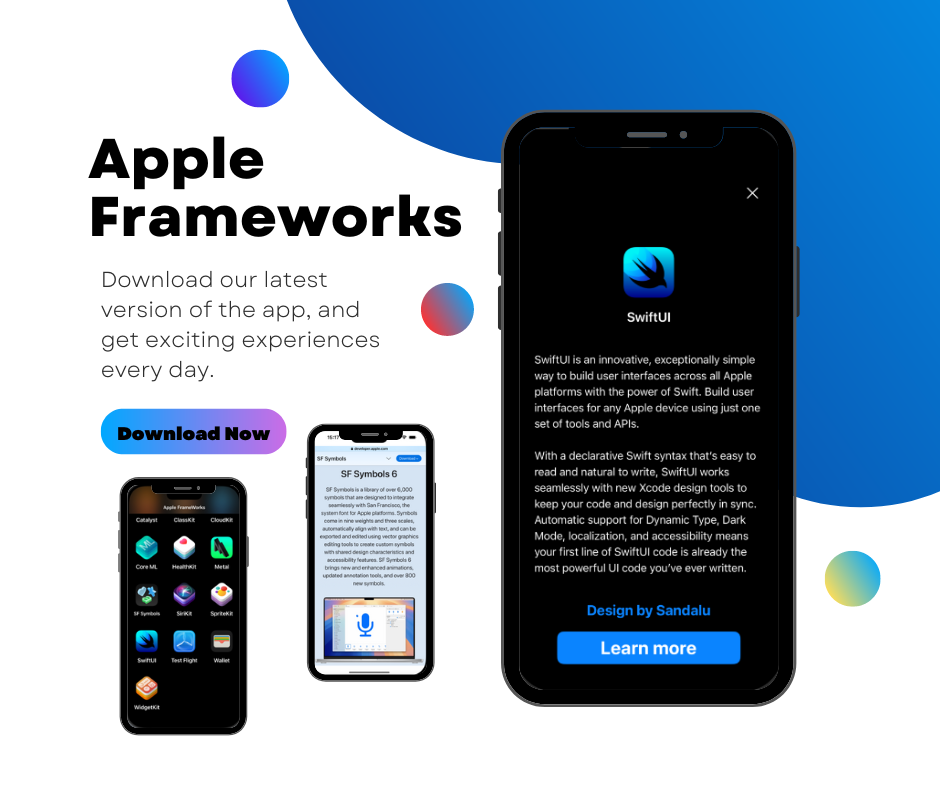 Apple
Frameworks
Download our latest
version of the app, and
get exciting experiences
every day.
Download Now
Apple FrameWorks
Catalyst ClassKit CloudKit
Core ML HealthKit Metal
SF Symbols SiriKit SpriteKit
SwiftUI Test Flight Wallet
WidgetKit
15:17
developer.apple.com
SF Symbols Download
SF Symbols 6
SF Symbols is a library of over 6,000
symbols that are designed to integrate
seamlessly with San Francisco, the
system font for Apple platforms. Symbols
come in nine weights and three scales,
automatically align with text, and can be
exported and edited using vector graphics
editing tools to create custom symbols
with shared design characteristics and
accessibility features. SF Symbols 6
brings new and enhanced animations,
updated annotation tools, and over 800
new symbols.
SwiftUI
SwiftUI is an innovative, exceptionally simple
way to build user interfaces across all Apple
platforms with the power of Swift. Build user
interfaces for any Apple device using just one
set of tools and APIs.
With a declarative Swift syntax that's easy to
read and natural to write, SwiftUI works
seamlessly with new Xcode design tools to
keep your code and design perfectly in sync.
Automatic support for Dynamic Type, Dark
Mode, localization, and accessibility means
your first line of SwiftUI code is already the
most powerful UI code you've ever written.
Design by Sandalu
Learn more